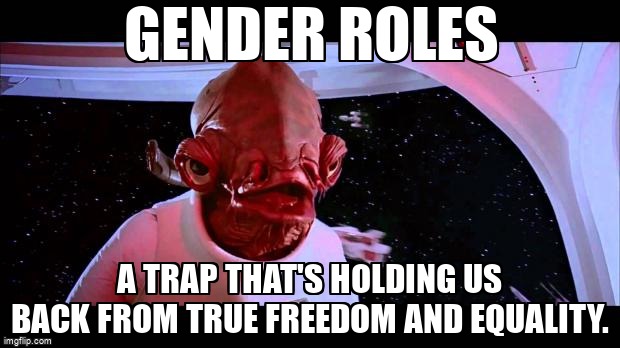 GENDER ROLES
A TRAP THAT'S HOLDING US
BACK FROM TRUE FREEDOM AND EQUALITY.
imgflip.com